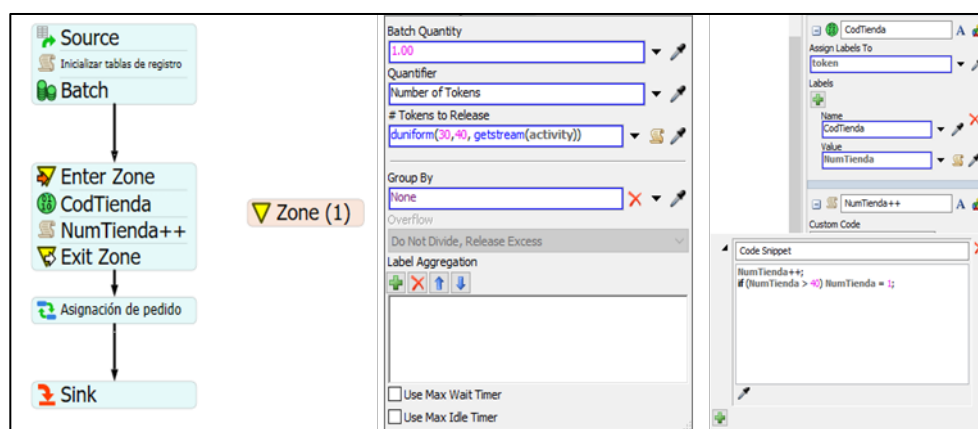 Source
Inicializar tablas de registro
Batch
Enter Zone
CodTienda
NumTienda++
Exit Zone
Asignación de pedido
Sink
Zone (1)
Batch Quantity
1.00
Quantifier
Number of Tokens
# Tokens to Release
duniform(30,40, getstream(activity))
Group By
None
Overflow
Do Not Divide, Release Excess
Label Aggregation
Use Max Wait Timer
Use Max Idle Timer
CodTienda
Assign Labels To
token
Labels
Name
CodTienda
Value
NumTienda
NumTienda++
Custom Code
Code Snippet
NumTienda++;
if (NumTienda > 40) NumTienda = 1;